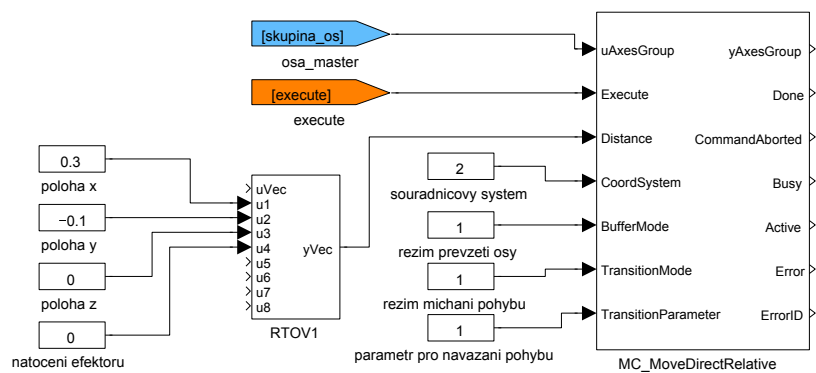 [skupina_os]
osa_master
[execute]
execute
0.3
poloha x
−0.1
poloha y
0
poloha z
0
natoceni efektoru
uVec
u1
u2
u3
u4
u5
u6
u7
u8
yVec
RTOV1
2
souradnicovy system
1
rezim prevzeti osy
1
rezim michani pohybu
1
parametr pro navazani pohybu
uAxesGroup
yAxesGroup
Execute
Done
Distance
CommandAborted
CoordSystem
Busy
BufferMode
Active
TransitionMode
Error
TransitionParameter
ErrorID
MC_MoveDirectRelative